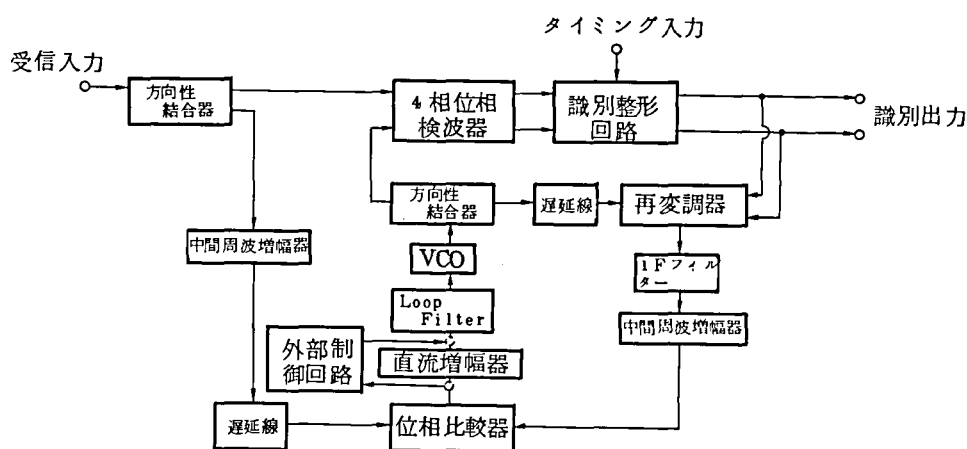 タイミング入力
受信入力
方向性
結合器
4相位相
検波器
識別整形
回路
識別出力
方向性
結合器
遅延線
再変調器
中間周波増幅器
VCO
IFフィル
ター
Loop
Filter
中間周波増幅器
外部制
御回路
直流増幅器
遅延線
位相比較器